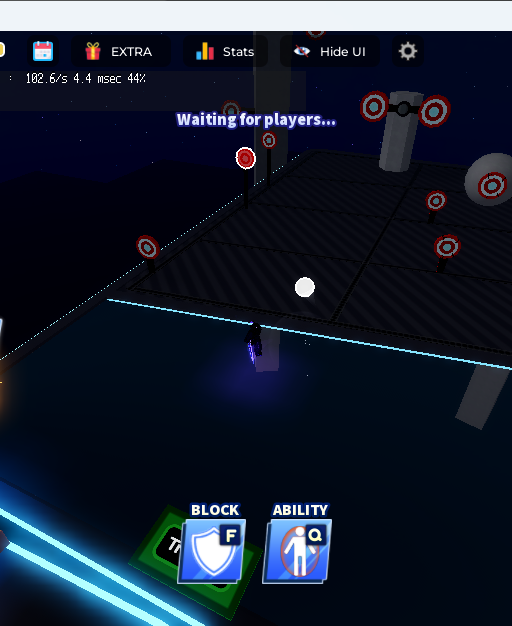 EXTRA Stats Hide UI
: 102.6/s 4.4 msec 44%
Waiting for players...
BLOCK ABILITY
F Q